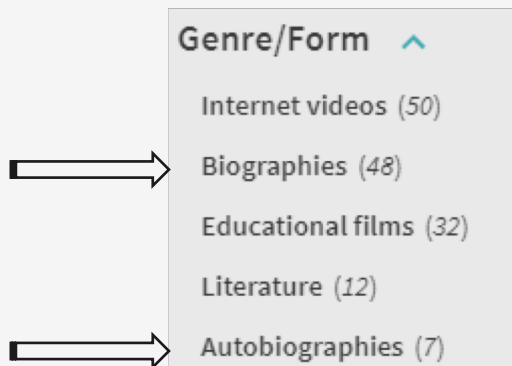 Genre/Form
Internet videos (50)
Biographies (48)
Educational films (32)
Literature (12)
Autobiographies (7)